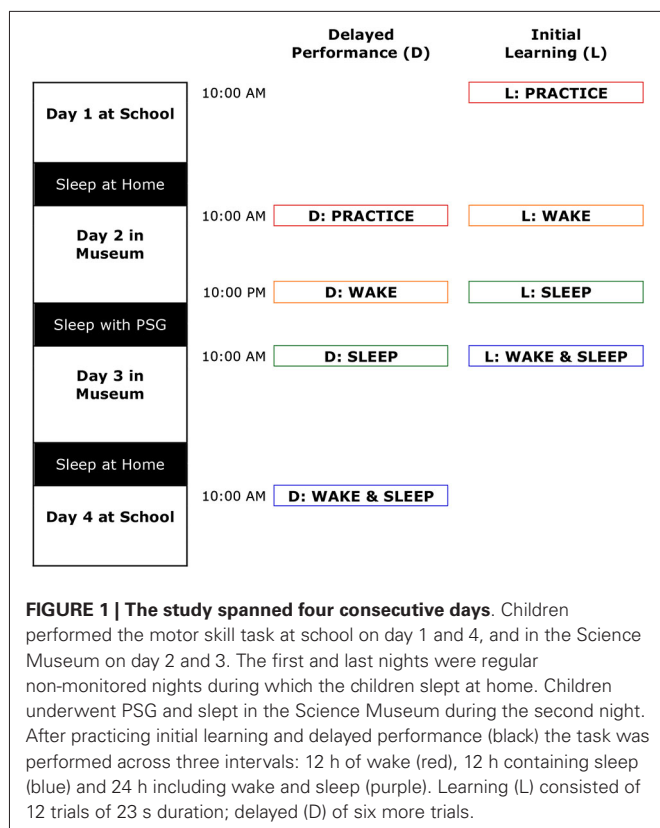 Delayed
Performance (D)
Initial
Learning (L)
Day 1 at School
10:00 AM
L: PRACTICE
Sleep at Home
10:00 AM
D: PRACTICE
L: WAKE
Day 2 in
Museum
10:00 PM
D: WAKE
L: SLEEP
Sleep with PSG
10:00 AM
D: SLEEP
L: WAKE & SLEEP
Day 3 in
Museum
Sleep at Home
10:00 AM
D: WAKE & SLEEP
Day 4 at School
FIGURE 1 | The study spanned four consecutive days. Children
performed the motor skill task at school on day 1 and 4, and in the Science
Museum on day 2 and 3. The first and last nights were regular
non-monitored nights during which the children slept at home. Children
underwent PSG and slept in the Science Museum during the second night.
After practicing initial learning and delayed performance (black) the task was
performed across three intervals: 12 h of wake (red), 12 h containing sleep
(blue) and 24 h including wake and sleep (purple). Learning (L) consisted of
12 trials of 23 s duration; delayed (D) of six more trials.